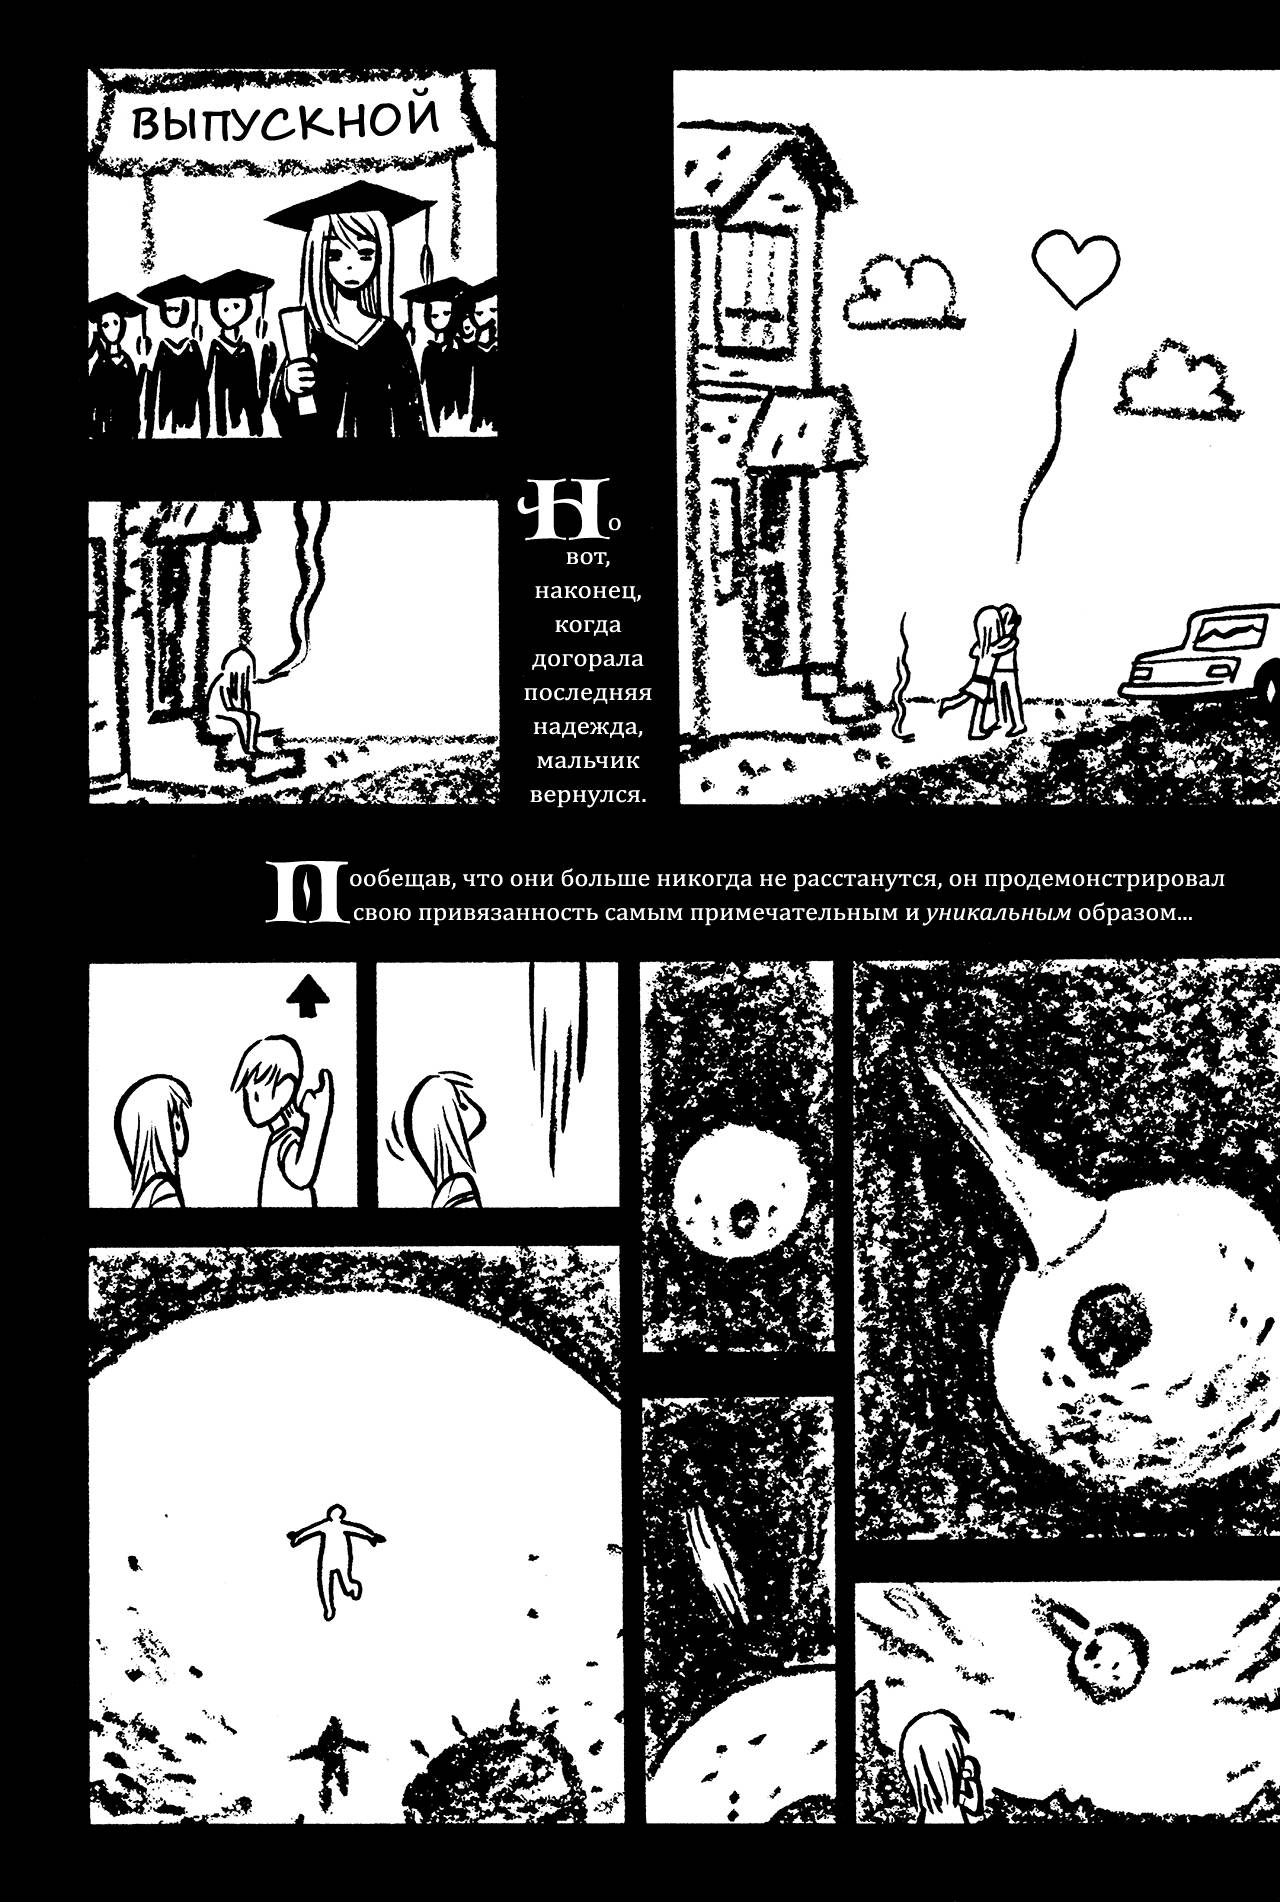 ВЫПУСКНОЙ
Но
вот,
наконец,
когда
догорала
последняя
надежда,
мальчик
вернулся.
Пообещав, что они больше никогда не расстанутся, он продемонстрировал
свою привязанность самым примечательным и уникальным образом...